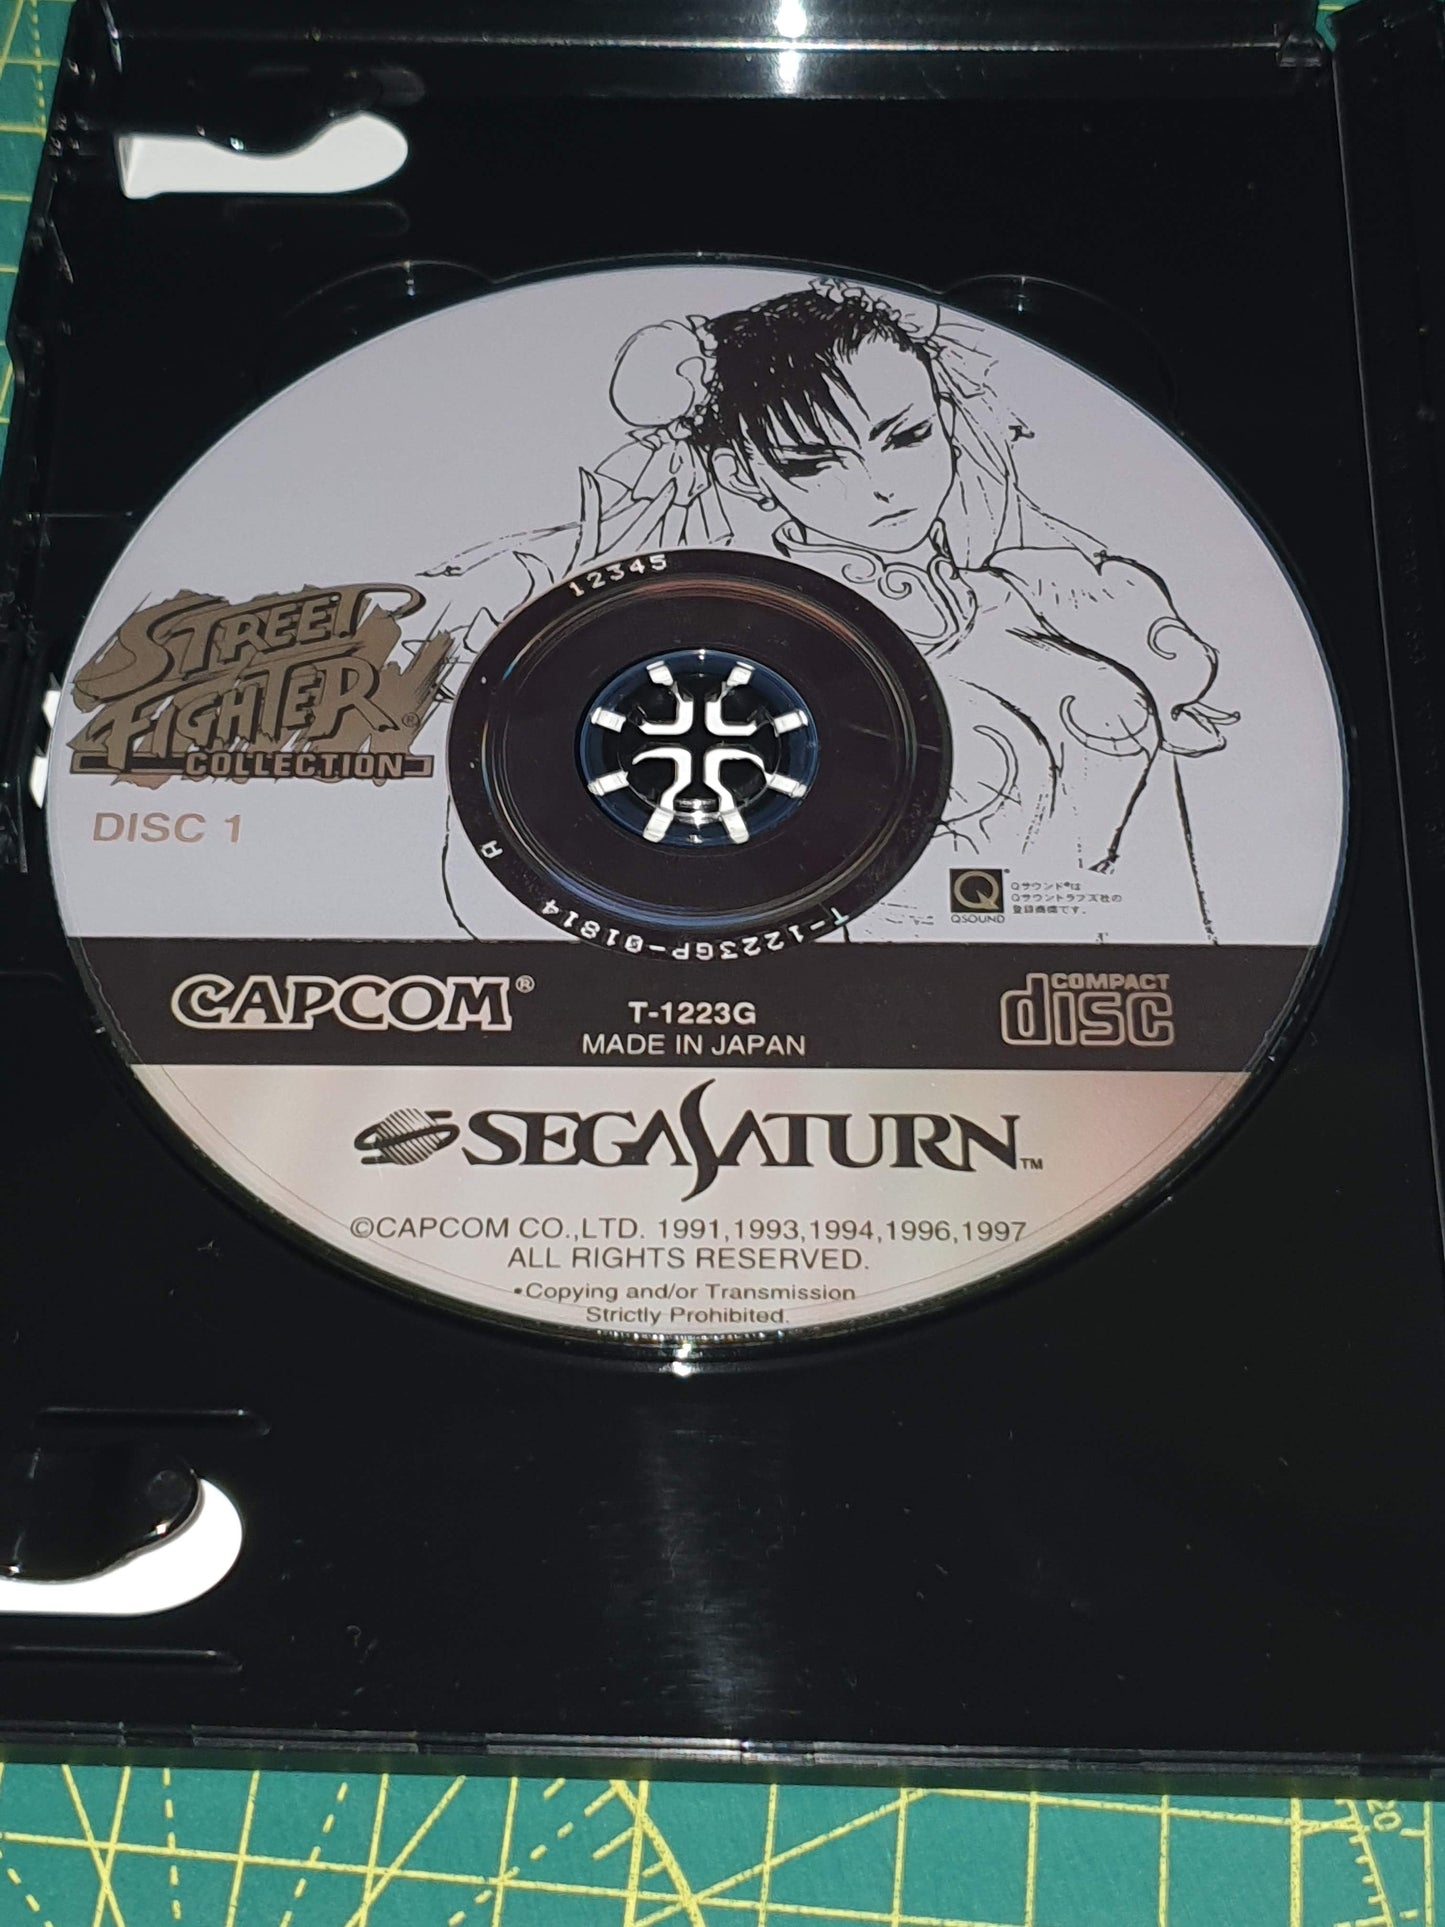 12345
STREET
FIGHTER®
COLLECTION
DISC 1
A
T-1223GP-01814
Q
QSOUND
Qサウンド®は
Qサウンドラブズ社の
登録商標です。
CAPCOM®
T-1223G
MADE IN JAPAN
COMPACT
disc
SEGA SATURN™
©CAPCOM CO.,LTD. 1991,1993,1994,1996,1997
ALL RIGHTS RESERVED.
•Copying and/or Transmission
Strictly Prohibited.